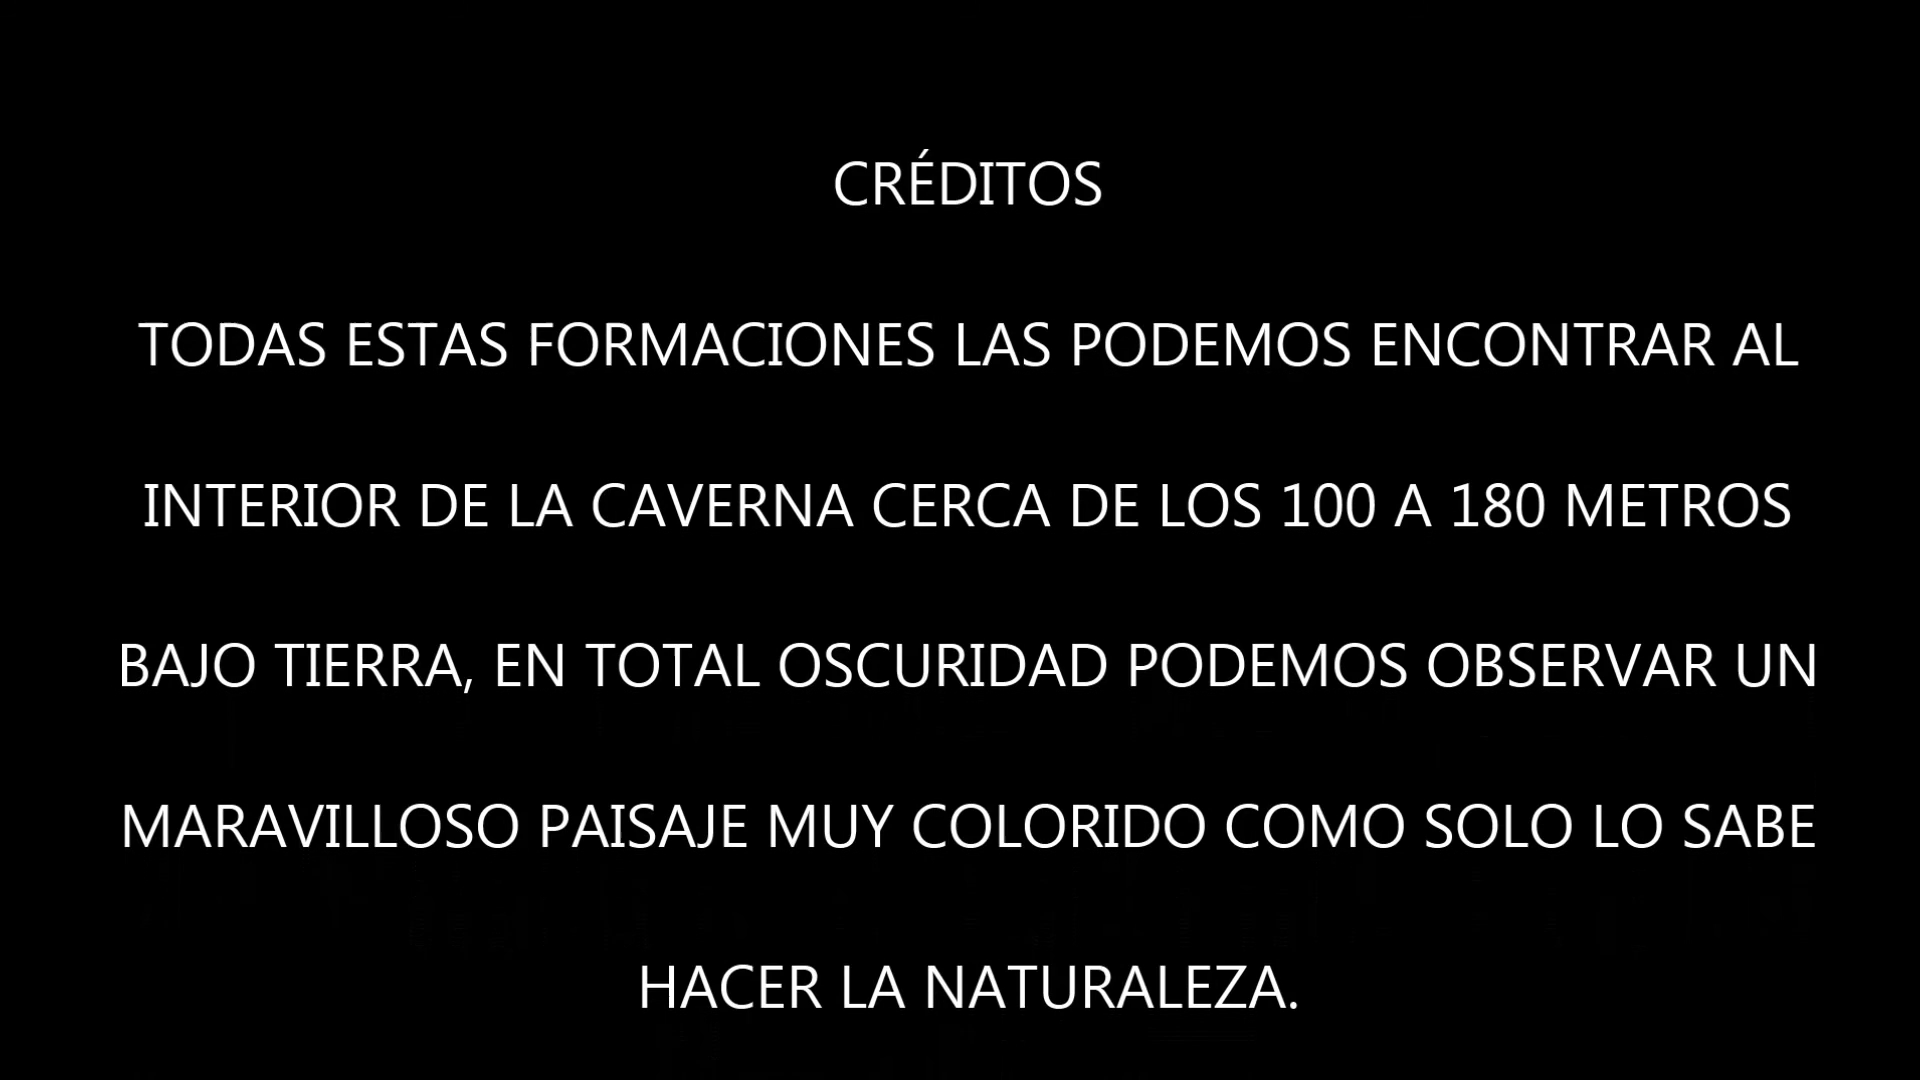 CRÉDITOS
TODAS ESTAS FORMACIONES LAS PODEMOS ENCONTRAR AL
INTERIOR DE LA CAVERNA CERCA DE LOS 100 A 180 METROS
BAJO TIERRA, EN TOTAL OSCURIDAD PODEMOS OBSERVAR UN
MARAVILLOSO PAISAJE MUY COLORIDO COMO SOLO LO SABE
HACER LA NATURALEZA.